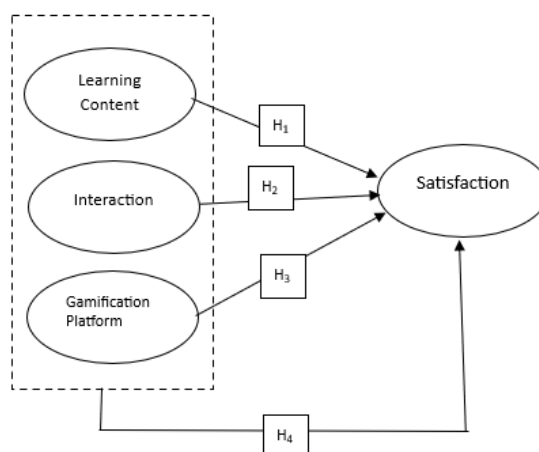 Learning
Content
H₁
Interaction
H₂
Satisfaction
Gamification
Platform
H₃
H₄